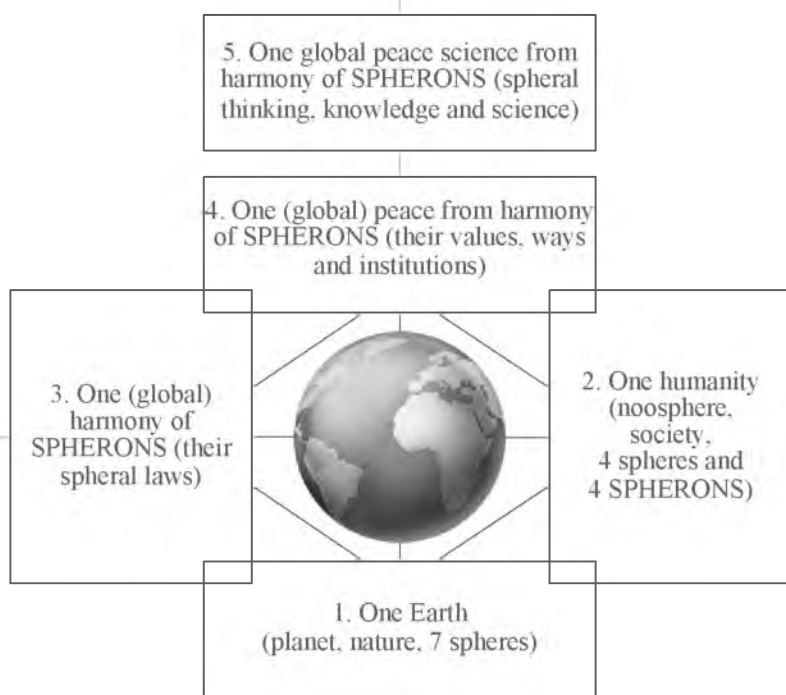 5. One global peace science from
harmony of SPHERONS (spheral
thinking, knowledge and science)
4. One (global) peace from harmony
of SPHERONS (their values, ways
and institutions)
3. One (global)
harmony of
SPHERONS (their
spheral laws)
2. One humanity
(noosphere,
society,
4 spheres and
4 SPHERONS)
1. One Earth
(planet, nature, 7 spheres)